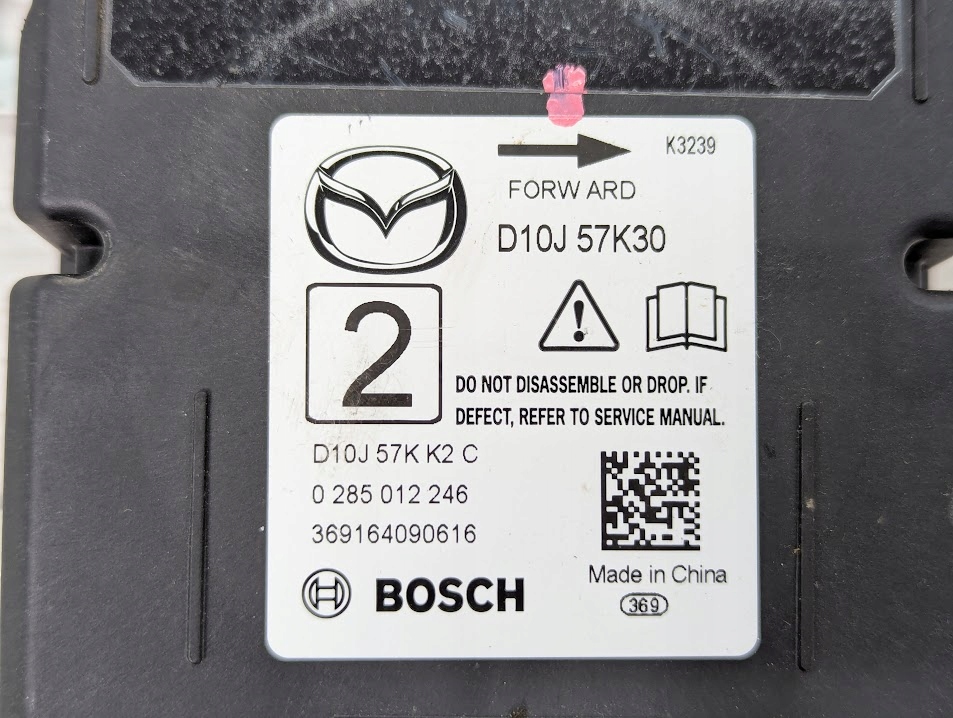 K3239
FORW ARD
D10J 57K30
2
DO NOT DISASSEMBLE OR DROP. IF
DEFECT, REFER TO SERVICE MANUAL.
D10J 57K K2 C
0 285 012 246
369164090616
BOSCH
Made in China
369